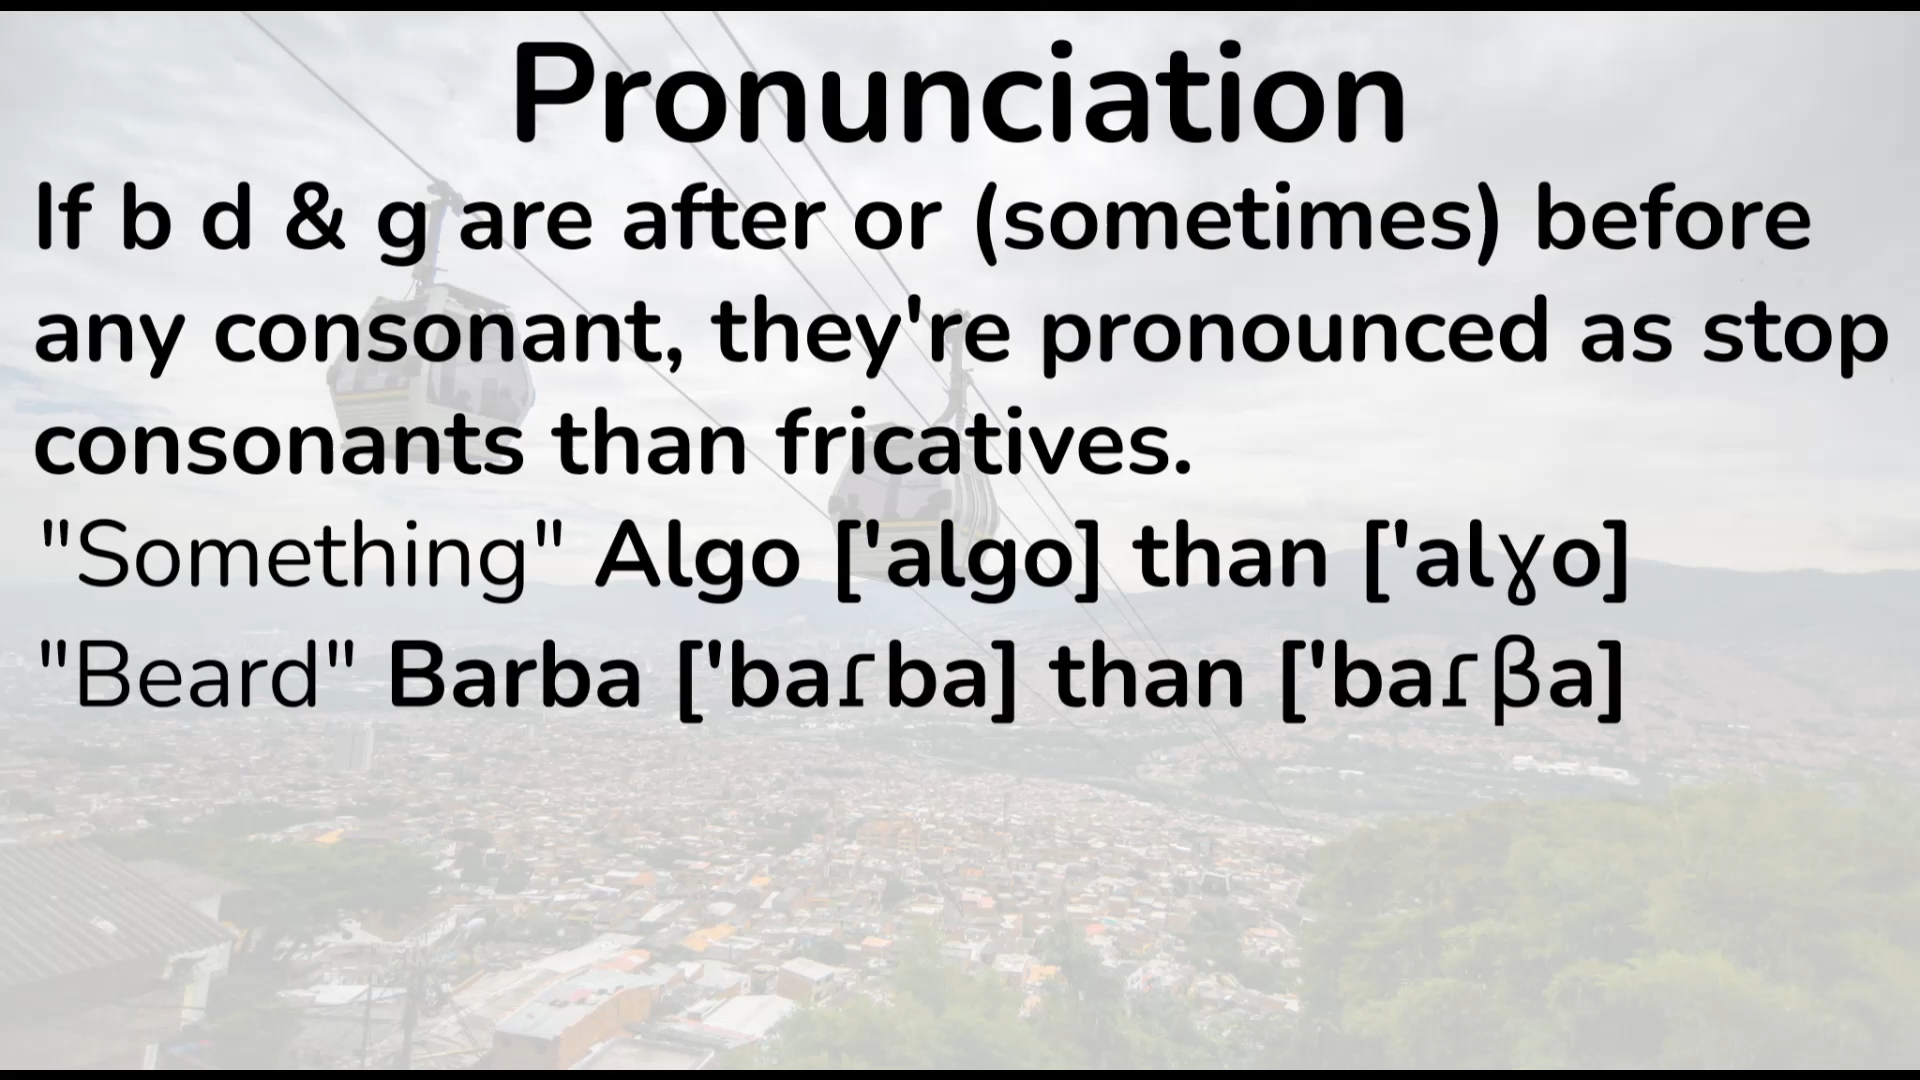 Pronunciation
If b d & g are after or (sometimes) before
any consonant, they're pronounced as stop
consonants than fricatives.
"Something" Algo ['algo] than ['alɣo]
"Beard" Barba ['baɾba] than ['baɾβa]